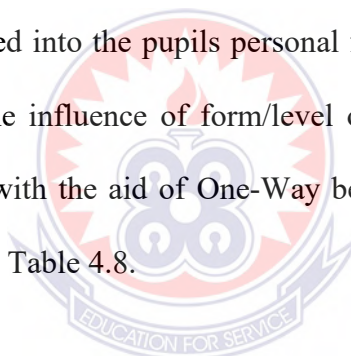 ed into the pupils personal
e influence of form/level
with the aid of One-Way
Table 4.8.
EDUCATION FOR SERVICE